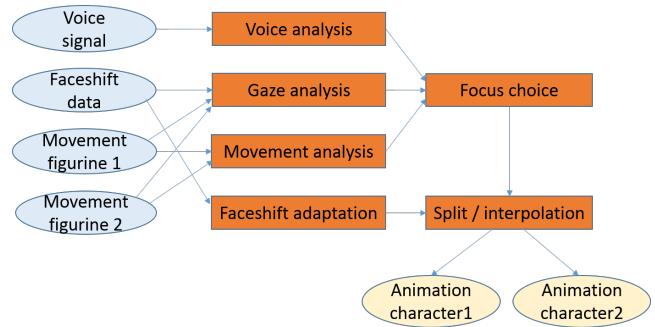 Voice
signal
Voice analysis
Faceshift
data
Gaze analysis
Focus choice
Movement
figurine 1
Movement analysis
Movement
figurine 2
Faceshift adaptation
Split / interpolation
Animation
character1
Animation
character2